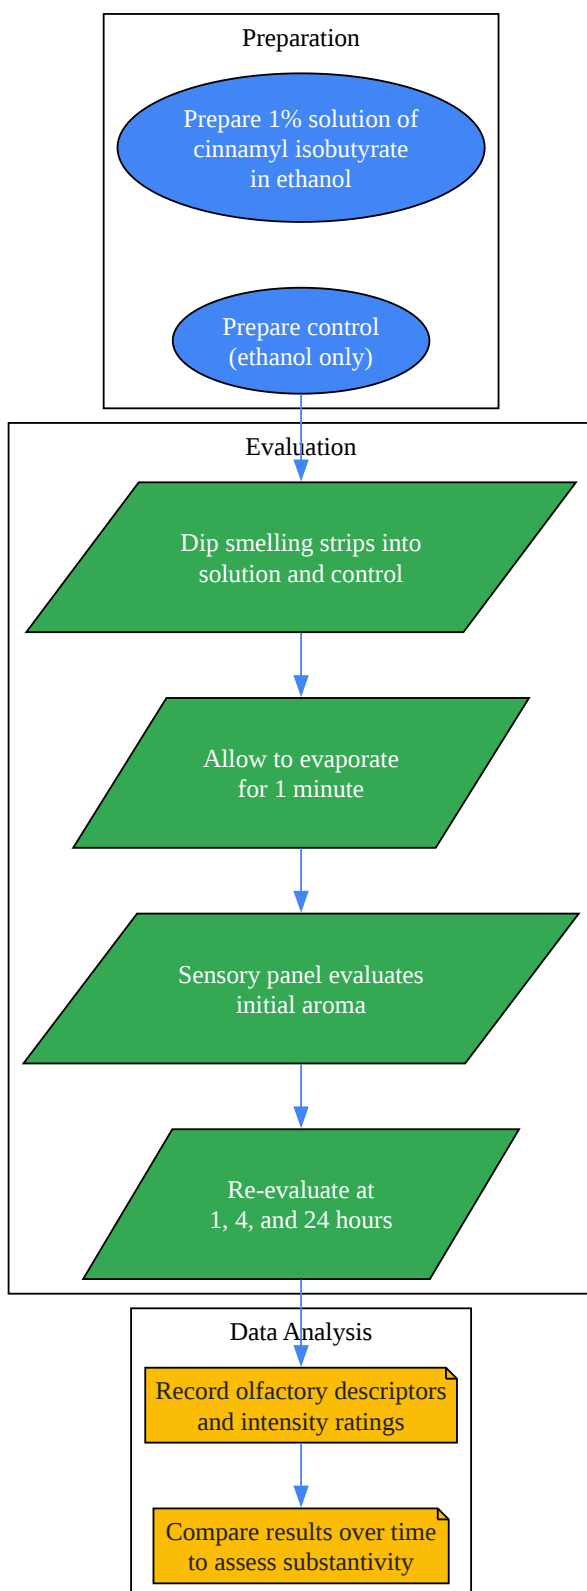 Preparation
Prepare 1% solution of
cinnamyl isobutyrate
in ethanol
Prepare control
(ethanol only)
Evaluation
Dip smelling strips into
solution and control
Allow to evaporate
for 1 minute
Sensory panel evaluates
initial aroma
Re-evaluate at
1, 4, and 24 hours
Data Analysis
Record olfactory descriptors
and intensity ratings
Compare results over time
to assess substantivity